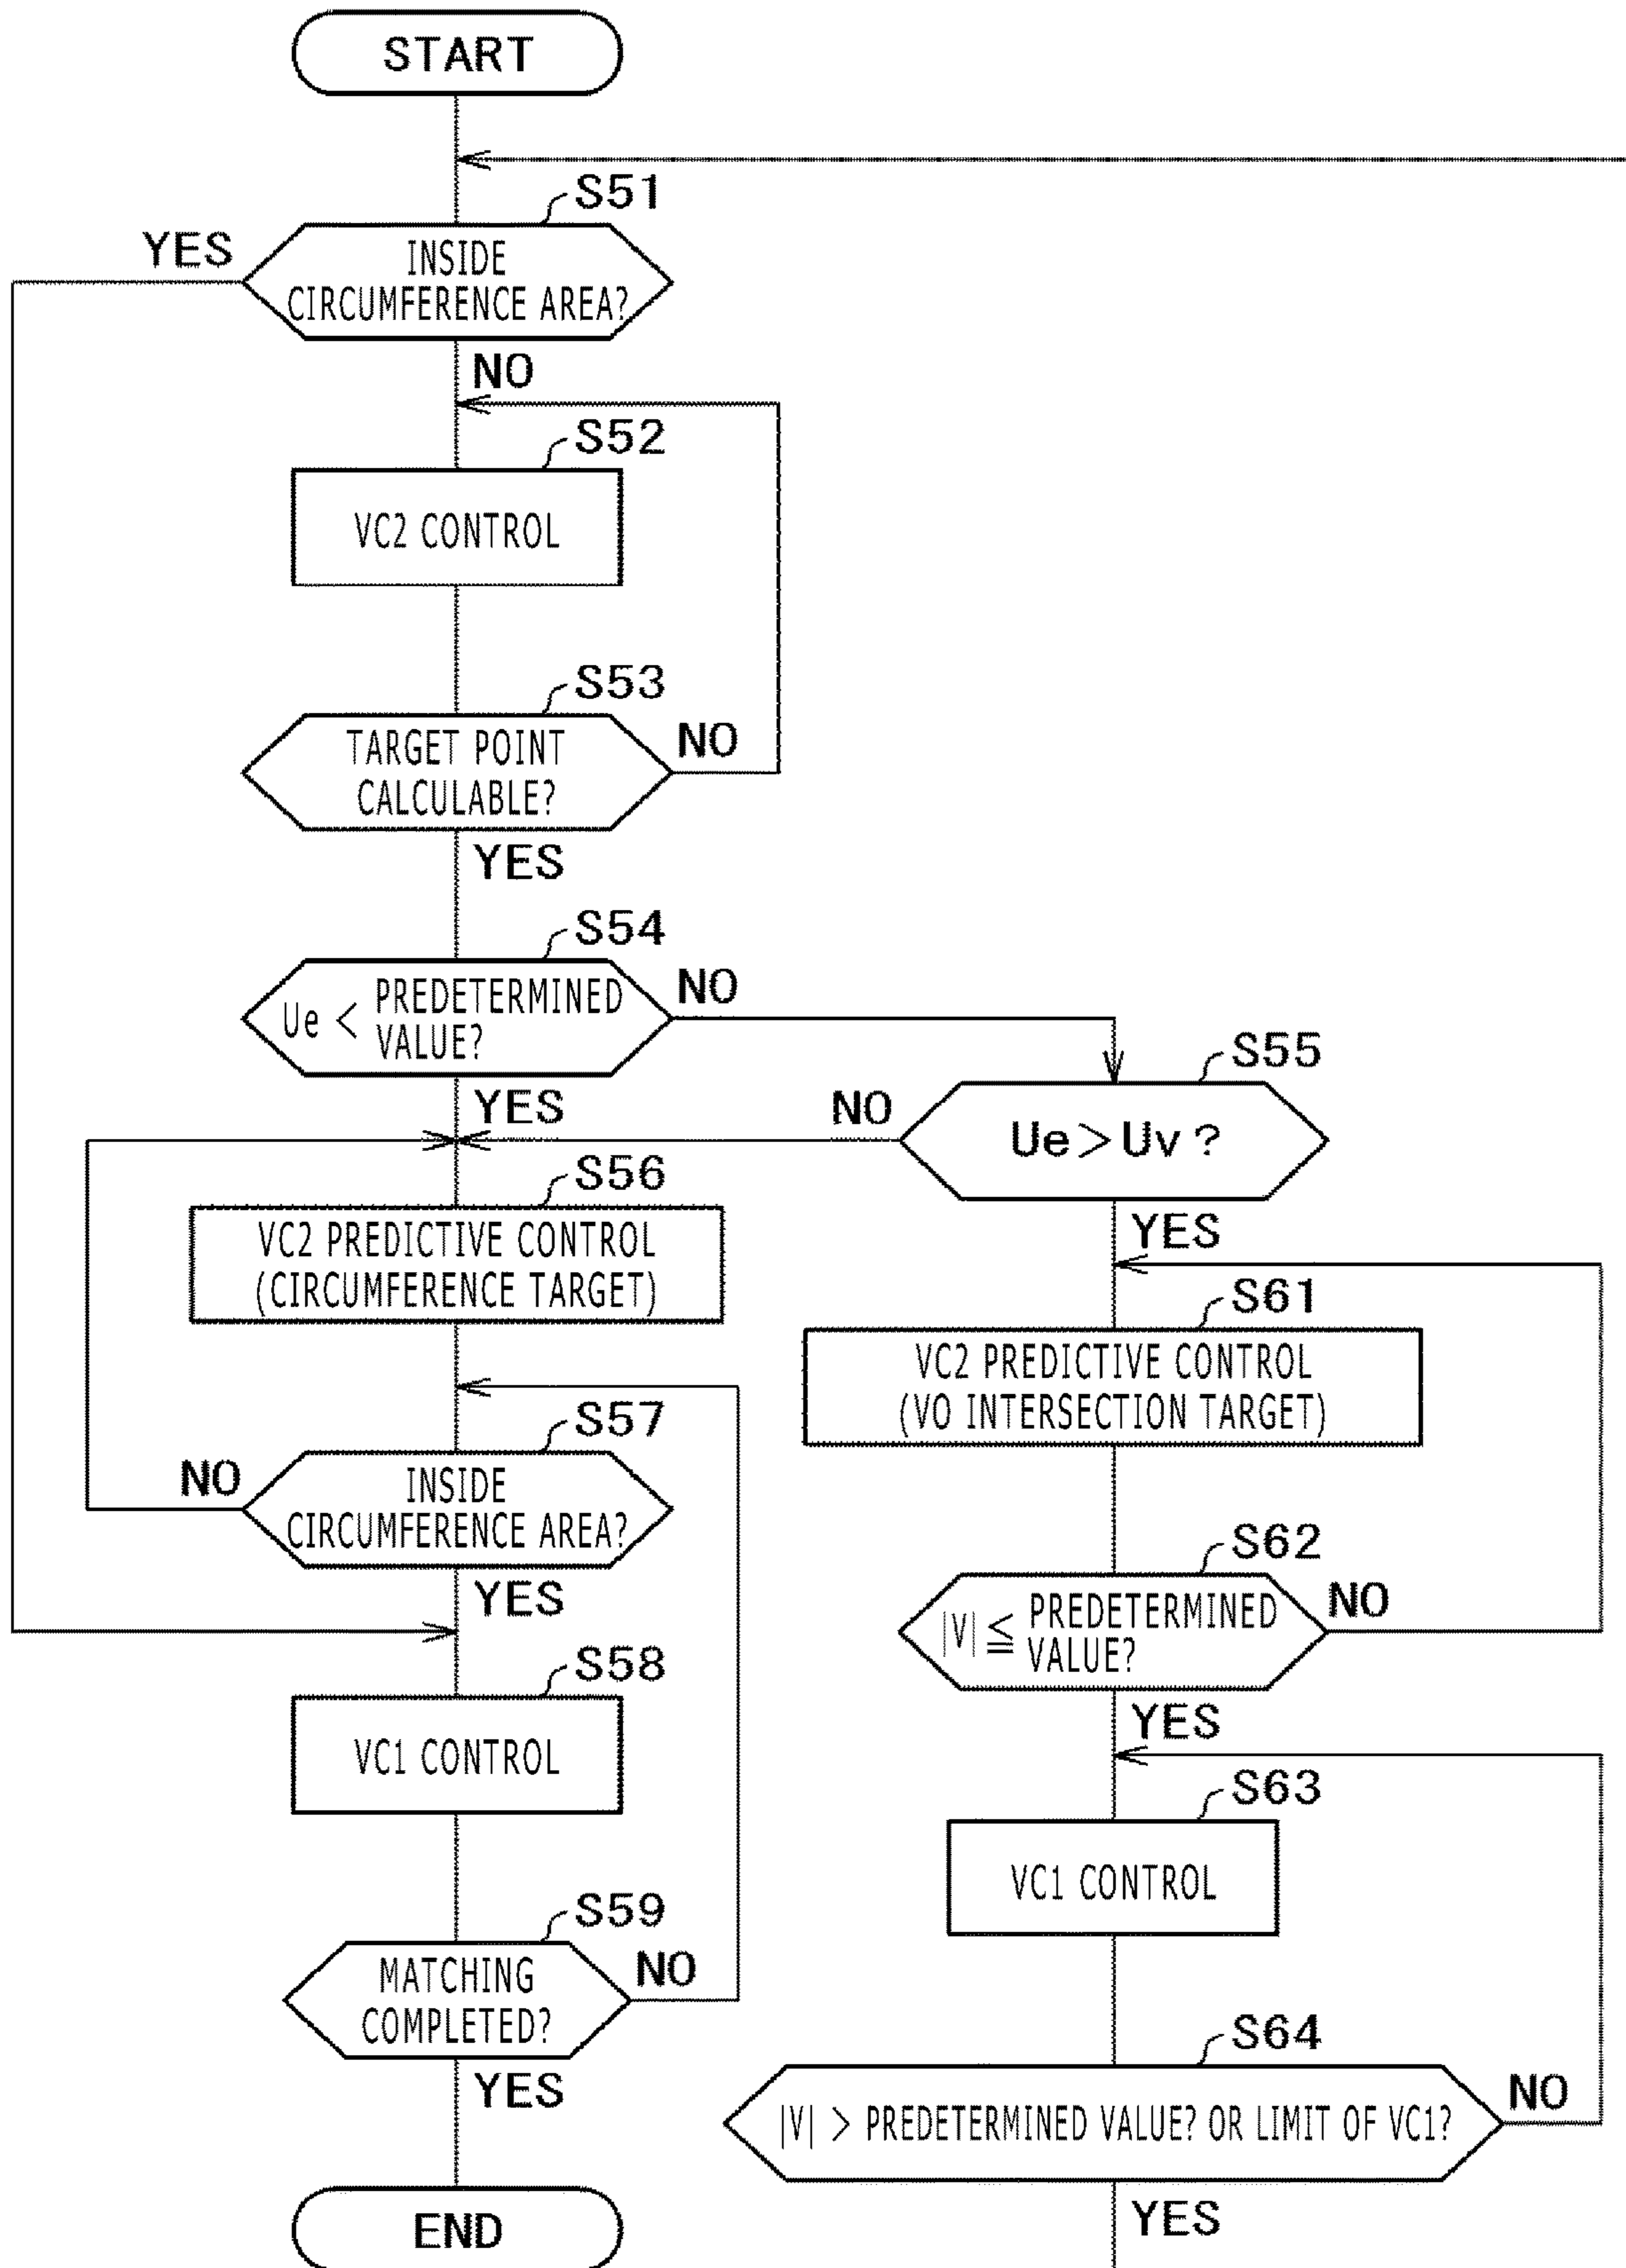 START
S51
YES
INSIDE
CIRCUMFERENCE AREA?
NO
S52
VC2 CONTROL
S53
TARGET POINT
CALCULABLE?
NO
YES
S54
Ue < PREDETERMINED
VALUE?
NO
YES
S55
Ue > Uv ?
NO
YES
S56
VC2 PREDICTIVE CONTROL
(CIRCUMFERENCE TARGET)
S61
VC2 PREDICTIVE CONTROL
(VO INTERSECTION TARGET)
S57
INSIDE
CIRCUMFERENCE AREA?
NO
YES
S62
|V| ≦ PREDETERMINED
VALUE?
NO
YES
S58
VC1 CONTROL
S63
VC1 CONTROL
S59
MATCHING
COMPLETED?
NO
YES
S64
|V| > PREDETERMINED VALUE? OR LIMIT OF VC1?
NO
YES
END